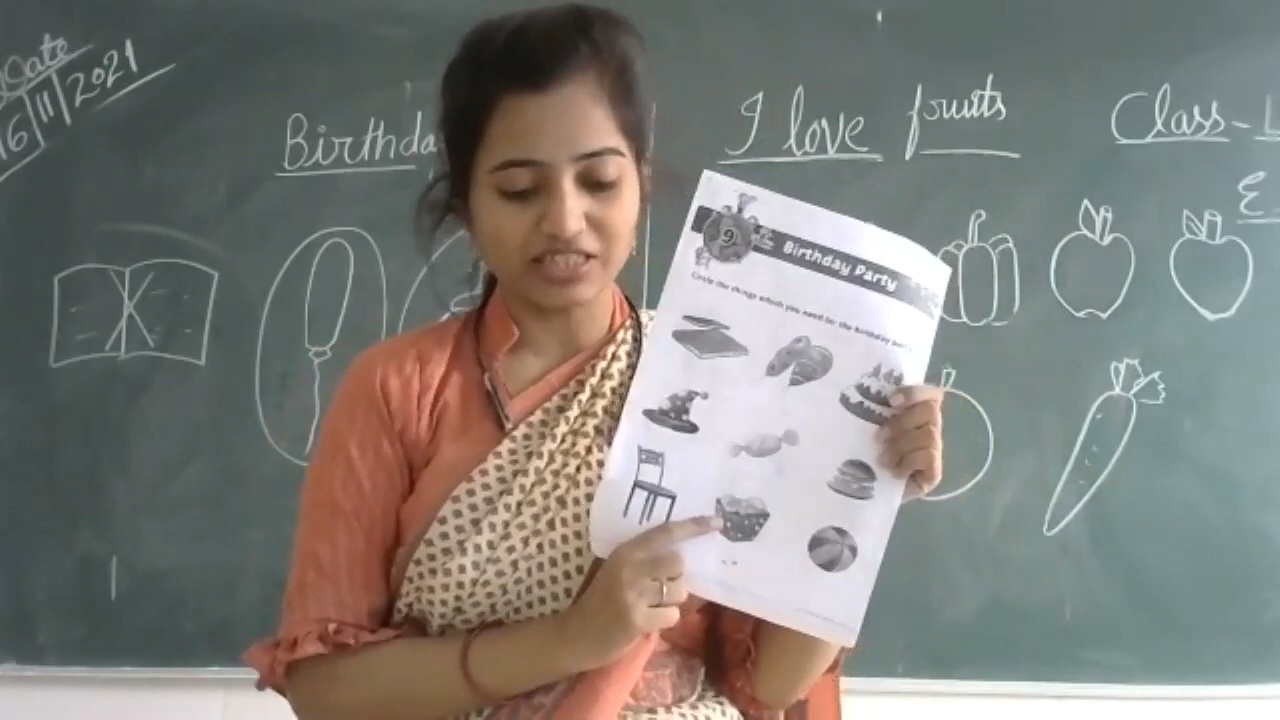 Date
16/11/2021
Birthda
I love fruits
Class-
E
9
Birthday Party
Circle the things which you need for the birthday